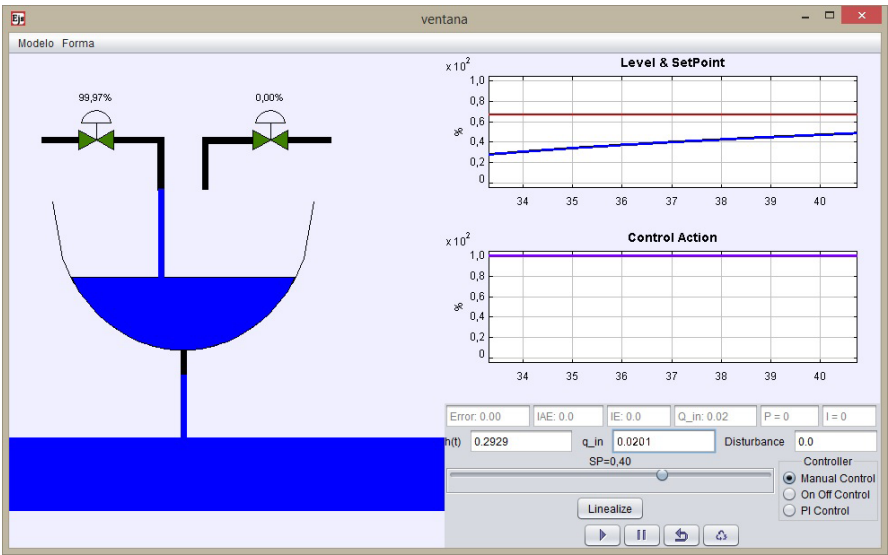 Ejs
ventana
Modelo Forma
99,97%
0,00%
Level & SetPoint
x 10²
1,0
0,8
0,6
0,4
0,2
0
%
34 35 36 37 38 39 40
Control Action
x 10²
1,0
0,8
0,6
0,4
0,2
0
%
34 35 36 37 38 39 40
Error: 0.00 IAE: 0.0 IE: 0.0 Q_in: 0.02 P = 0 I = 0
h(t) 0.2929 q_in 0.0201 Disturbance 0.0
SP=0,40
Controller
Manual Control
On Off Control
PI Control
Linealize